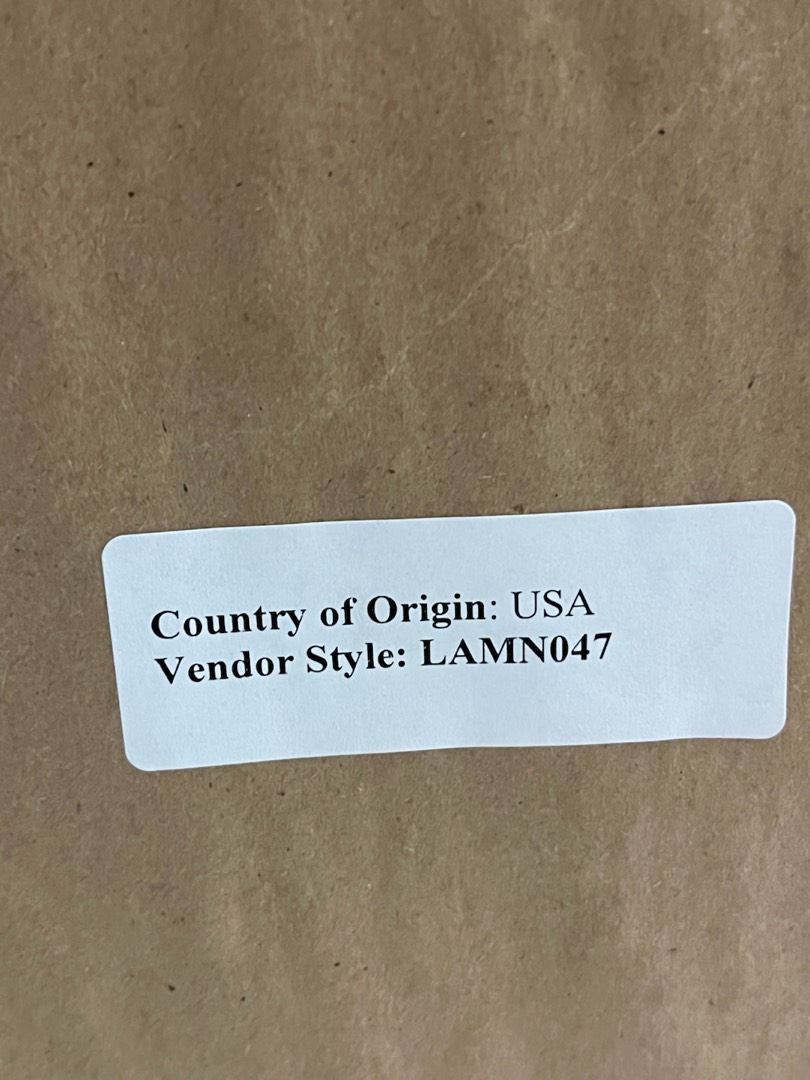 Country of Origin: USA
Vendor Style: LAMN047